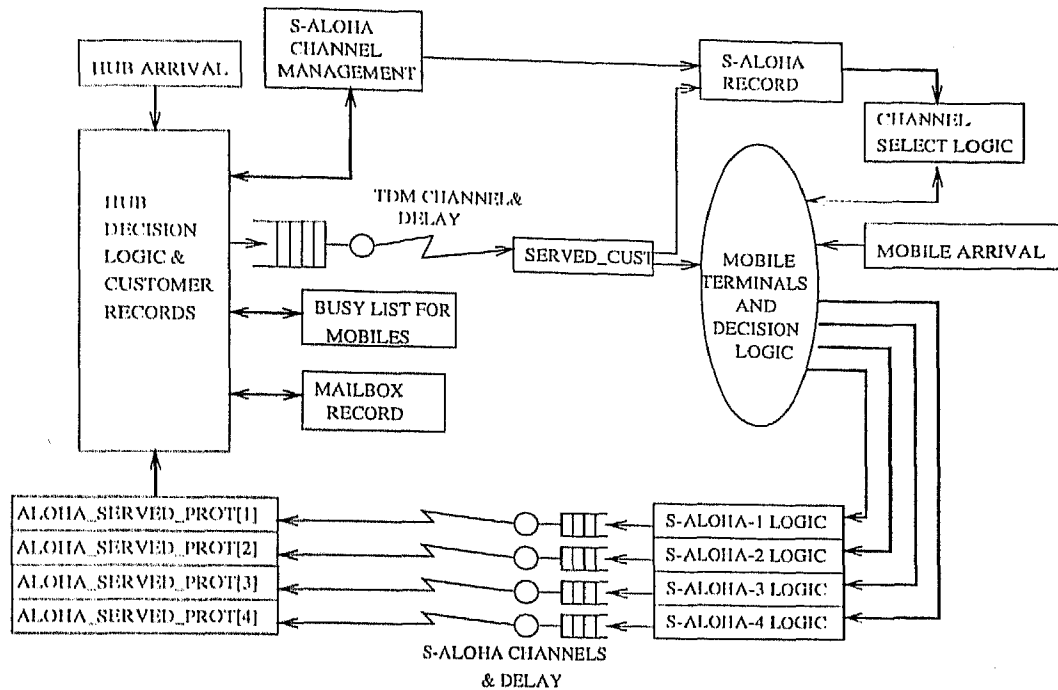 S-ALOHA
CHANNEL
MANAGEMENT
HUB ARRIVAL
S-ALOHA
RECORD
CHANNEL
SELECT LOGIC
HUB
DECISION
LOGIC &
CUSTOMER
RECORDS
TDM CHANNEL&
DELAY
SERVED_CUST
MOBILE
TERMINALS
AND
DECISION
LOGIC
MOBILE ARRIVAL
BUSY LIST FOR
MOBILES
MAILBOX
RECORD
ALOHA_SERVED_PROT[1]
ALOHA_SERVED_PROT[2]
ALOHA_SERVED_PROT[3]
ALOHA_SERVED_PROT[4]
S-ALOHA-1 LOGIC
S-ALOHA-2 LOGIC
S-ALOHA-3 LOGIC
S-ALOHA-4 LOGIC
S-ALOHA CHANNELS
& DELAY